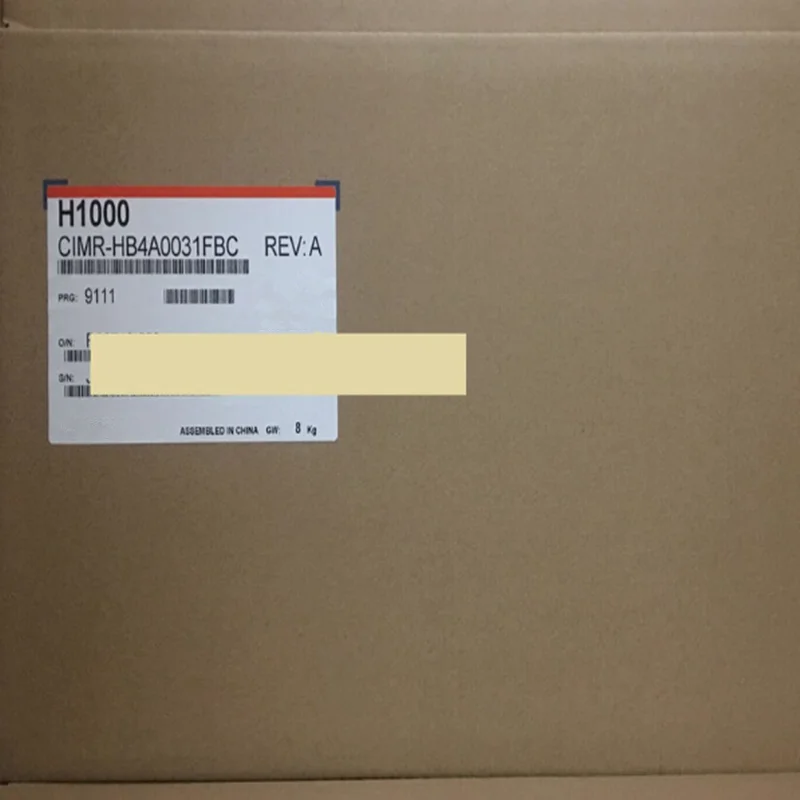 H1000
CIMR-HB4A0031FBC REV: A
PRG: 9111
O/N:
S/N:
ASSEMBLED IN CHINA GW: 8 Kg